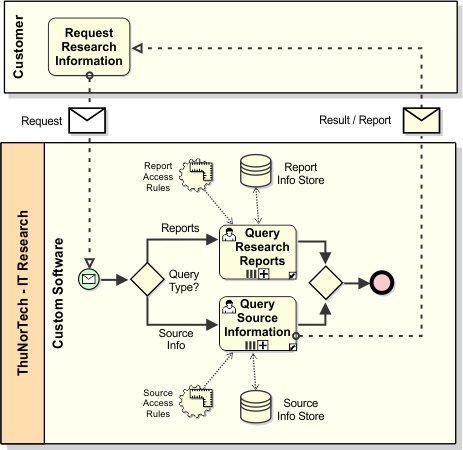 Customer
Request
Research
Information
Request
Result / Report
ThuNorTech - IT Research
Custom Software
Report
Access
Rules
Report
Info Store
Reports
Query
Research
Reports
Query
Type?
Query
Source
Information
Source
Info
Source
Access
Rules
Source
Info Store